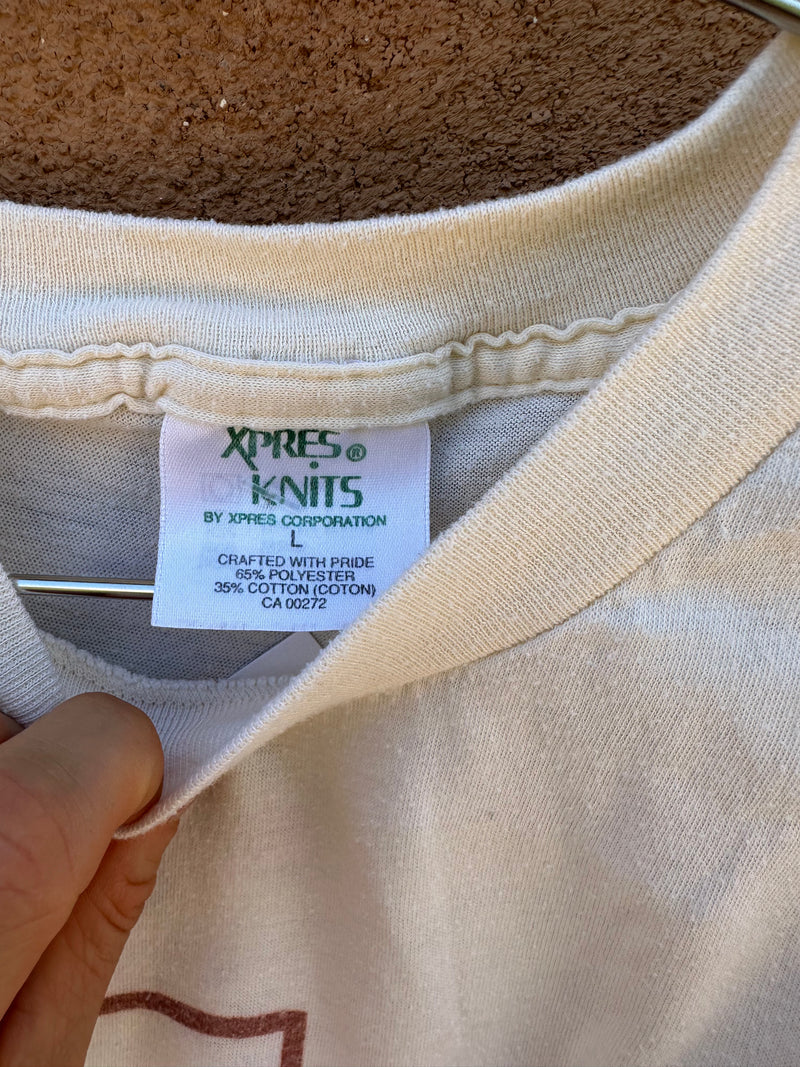 XPRES®
KNITS
BY XPRES CORPORATION
L
CRAFTED WITH PRIDE
65% POLYESTER
35% COTTON (COTON)
CA 00272